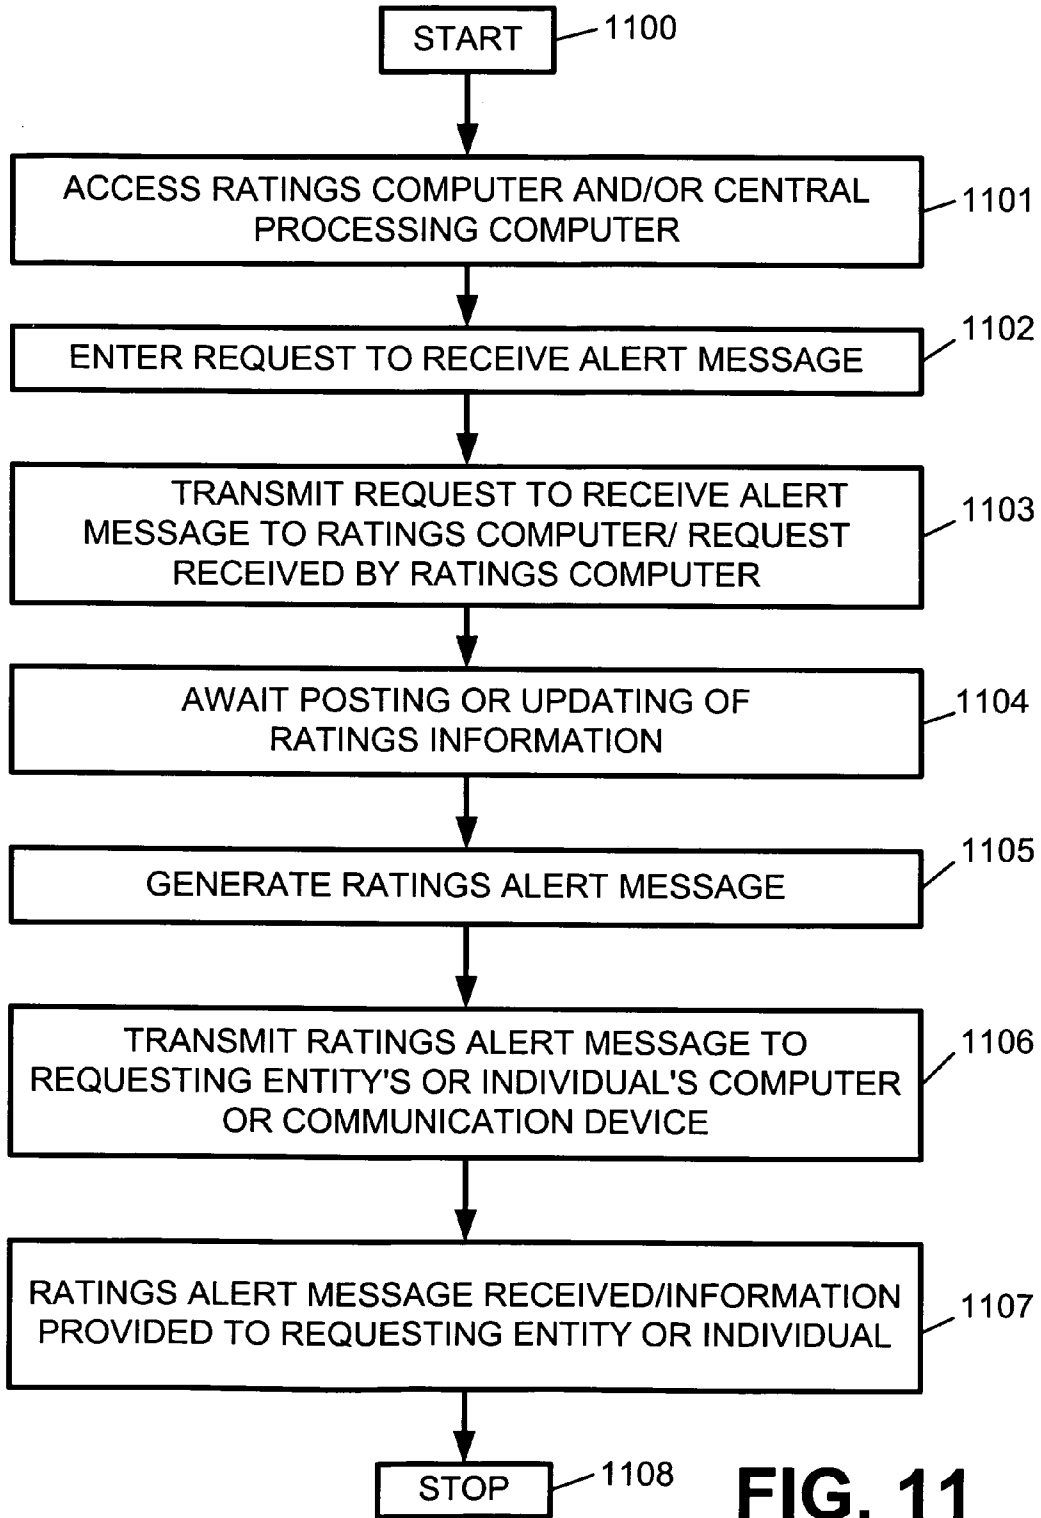 START
1100
ACCESS RATINGS COMPUTER AND/OR CENTRAL
PROCESSING COMPUTER
1101
ENTER REQUEST TO RECEIVE ALERT MESSAGE
1102
TRANSMIT REQUEST TO RECEIVE ALERT
MESSAGE TO RATINGS COMPUTER/ REQUEST
RECEIVED BY RATINGS COMPUTER
1103
AWAIT POSTING OR UPDATING OF
RATINGS INFORMATION
1104
GENERATE RATINGS ALERT MESSAGE
1105
TRANSMIT RATINGS ALERT MESSAGE TO
REQUESTING ENTITY'S OR INDIVIDUAL'S COMPUTER
OR COMMUNICATION DEVICE
1106
RATINGS ALERT MESSAGE RECEIVED/INFORMATION
PROVIDED TO REQUESTING ENTITY OR INDIVIDUAL
1107
STOP
1108
FIG. 11